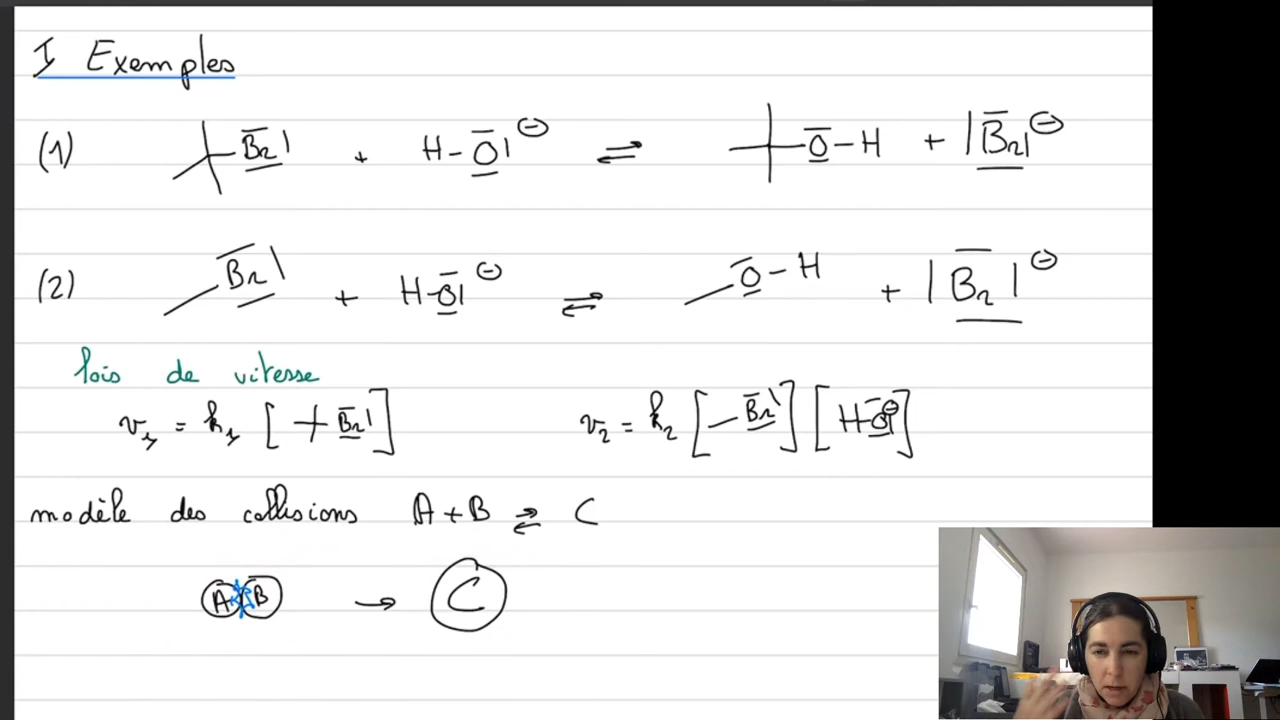 I Exemples
(1) Br + H-O ⊖ ⇌ O-H + Br ⊖
(2) Br + H-O ⊖ ⇌ O-H + Br ⊖
lois de vitesse
v₁ = k₁ [ Br ] v₂ = k₂ [ Br ] [ HO ⊖ ]
modèle des collisions A + B ⇌ C
A B → C